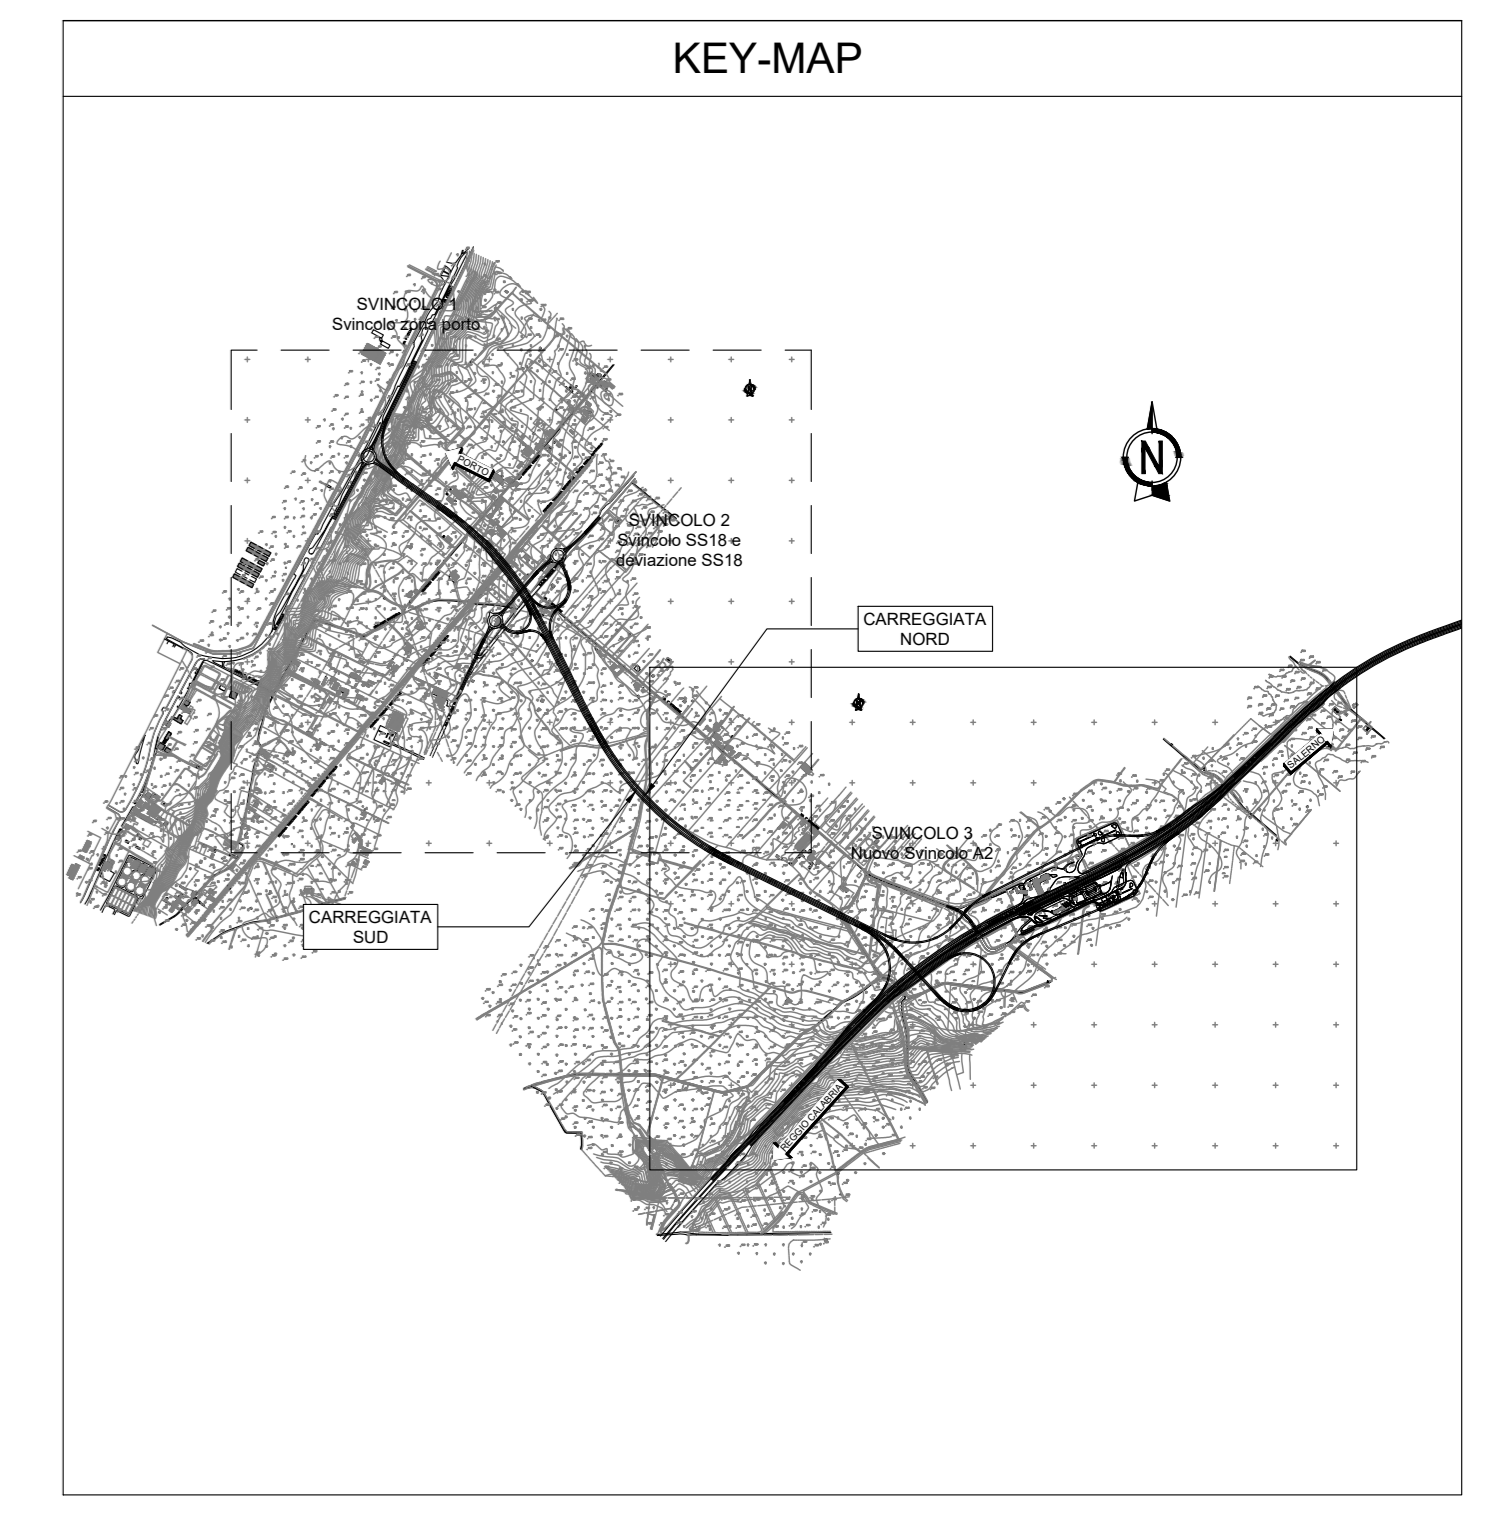 KEY-MAP
SVINCOLO 1
Svincolo zona porto
N
PORTO
SVINCOLO 2
Svincolo SS18 e
deviazione SS18
CARREGGIATA
NORD
SALERNO
SVINCOLO 3
Nuovo Svincolo A2
CARREGGIATA
SUD
REGGIO CALABRIA